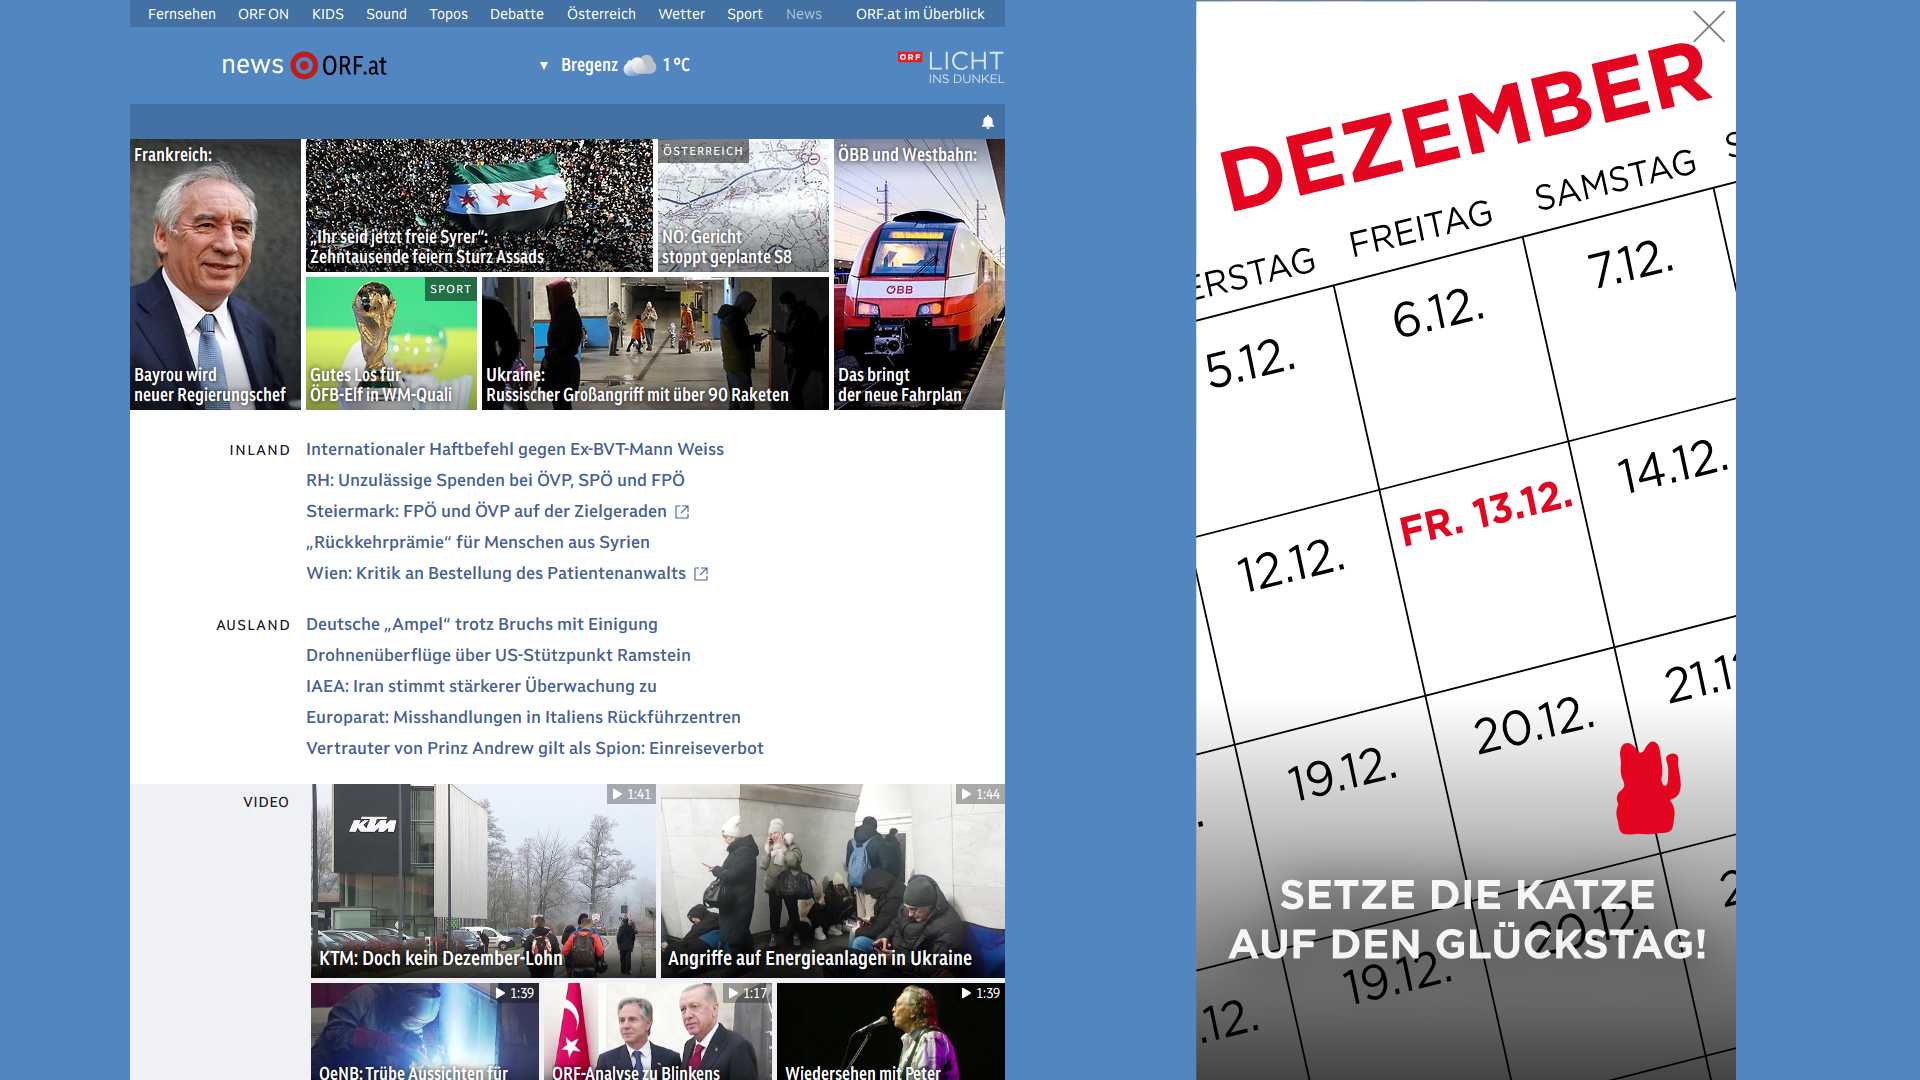 Fernsehen ORF ON KIDS Sound Topos Debatte Österreich Wetter Sport News ORF.at im Überblick
news ORF.at
Bregenz 1 °C
ORF LICHT
INS DUNKEL
Frankreich:
Bayrou wird
neuer Regierungschef
„Ihr seid jetzt freie Syrer“:
Zehntausende feiern Sturz Assads
ÖSTERREICH
NÖ: Gericht
stoppt geplante S8
ÖBB und Westbahn:
ÖBB
Das bringt
der neue Fahrplan
SPORT
Gutes Los für
ÖFB-Elf in WM-Quali
Ukraine:
Russischer Großangriff mit über 90 Raketen
INLAND
Internationaler Haftbefehl gegen Ex-BVT-Mann Weiss
RH: Unzulässige Spenden bei ÖVP, SPÖ und FPÖ
Steiermark: FPÖ und ÖVP auf der Zielgeraden
„Rückkehrprämie“ für Menschen aus Syrien
Wien: Kritik an Bestellung des Patientenanwalts
AUSLAND
Deutsche „Ampel“ trotz Bruchs mit Einigung
Drohnenüberflüge über US-Stützpunkt Ramstein
IAEA: Iran stimmt stärkerer Überwachung zu
Europarat: Misshandlungen in Italiens Rückführzentren
Vertrauter von Prinz Andrew gilt als Spion: Einreiseverbot
VIDEO
1:41
KTM
KTM: Doch kein Dezember-Lohn
1:44
Angriffe auf Energieanlagen in Ukraine
1:39
OeNB: Trübe Aussichten für
1:17
ORF-Analyse zu Blinkens
1:39
Wiedersehen mit Peter
DEZEMBER
ERSTAG FREITAG SAMSTAG S
5.12. 6.12. 7.12.
12.12. FR. 13.12. 14.12.
19.12. 20.12. 21.1
SETZE DIE KATZE
AUF DEN GLÜCKSTAG!
.12. 19.12. 20.12. 2